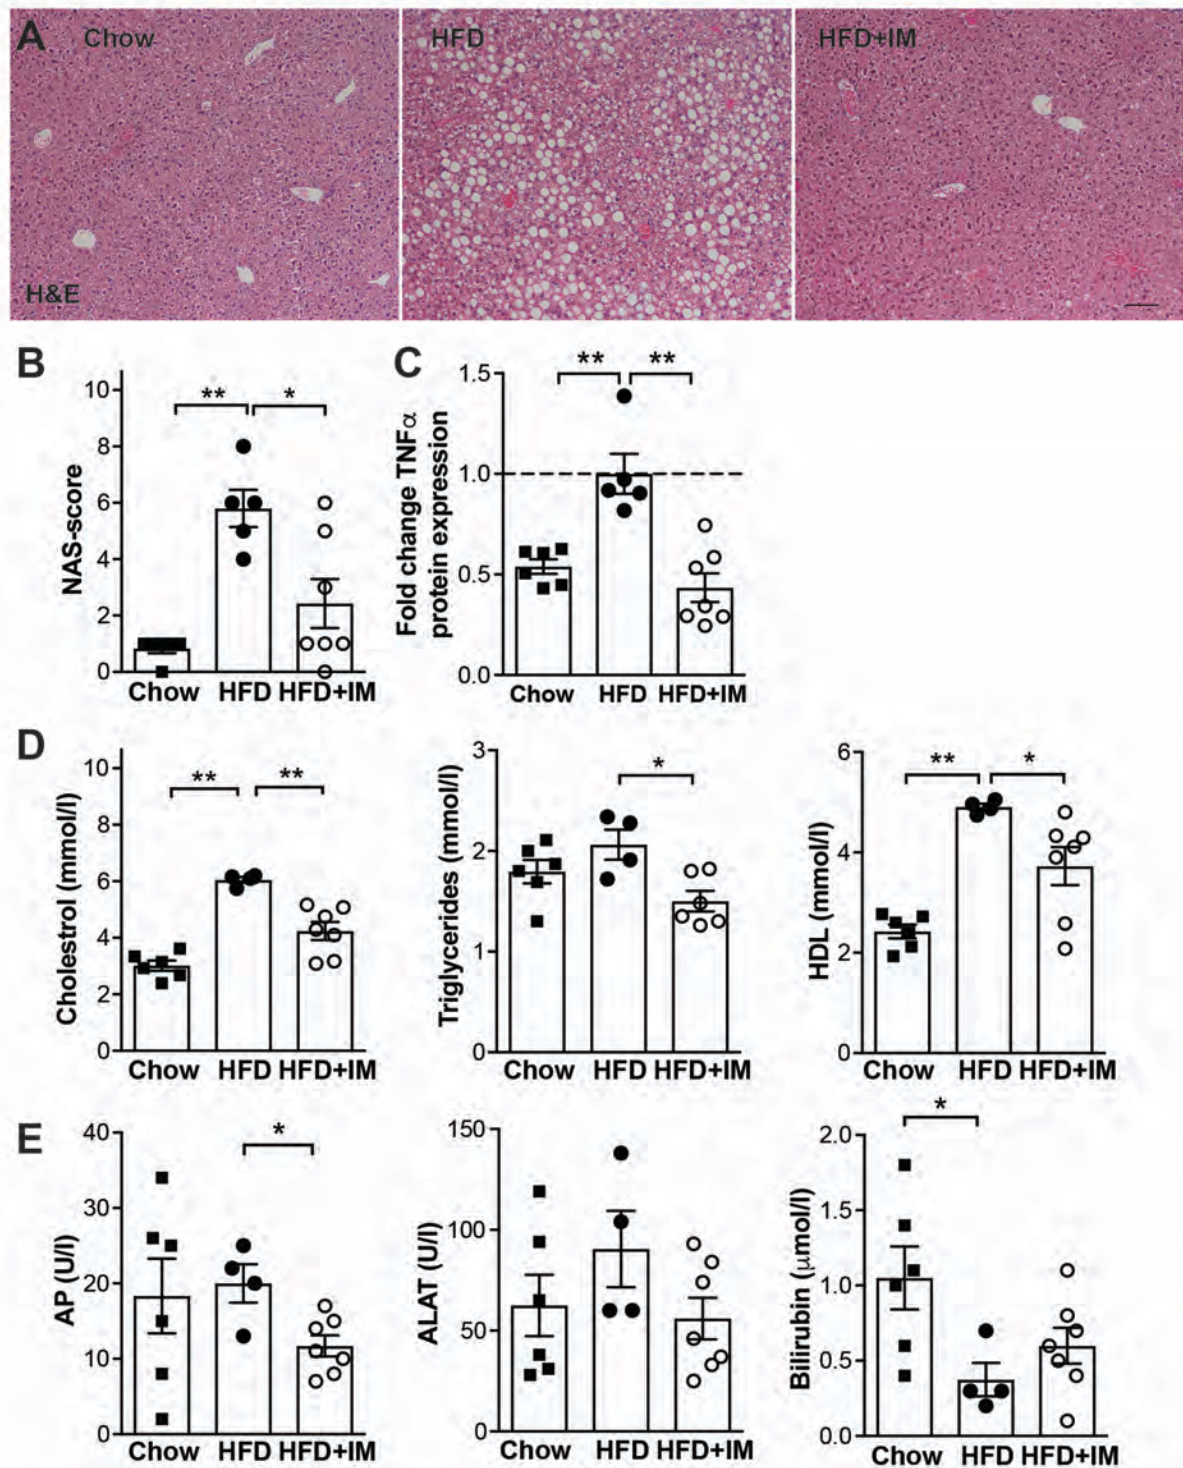 A
Chow
HFD
HFD+IM
H&E
B
NAS-score
10
8
6
4
2
0
**
*
Chow
HFD
HFD+IM
C
Fold change TNFα
protein expression
1.5
1.0
0.5
0.0
**
**
Chow
HFD
HFD+IM
D
Cholestrol (mmol/l)
10
8
6
4
2
0
**
**
Chow
HFD
HFD+IM
Triglycerides (mmol/l)
3
2
1
0
*
Chow
HFD
HFD+IM
HDL (mmol/l)
6
4
2
0
**
*
Chow
HFD
HFD+IM
E
AP (U/l)
40
30
20
10
0
*
Chow
HFD
HFD+IM
ALAT (U/l)
150
100
50
0
Chow
HFD
HFD+IM
Bilirubin (μmol/l)
2.0
1.5
1.0
0.5
0.0
*
Chow
HFD
HFD+IM